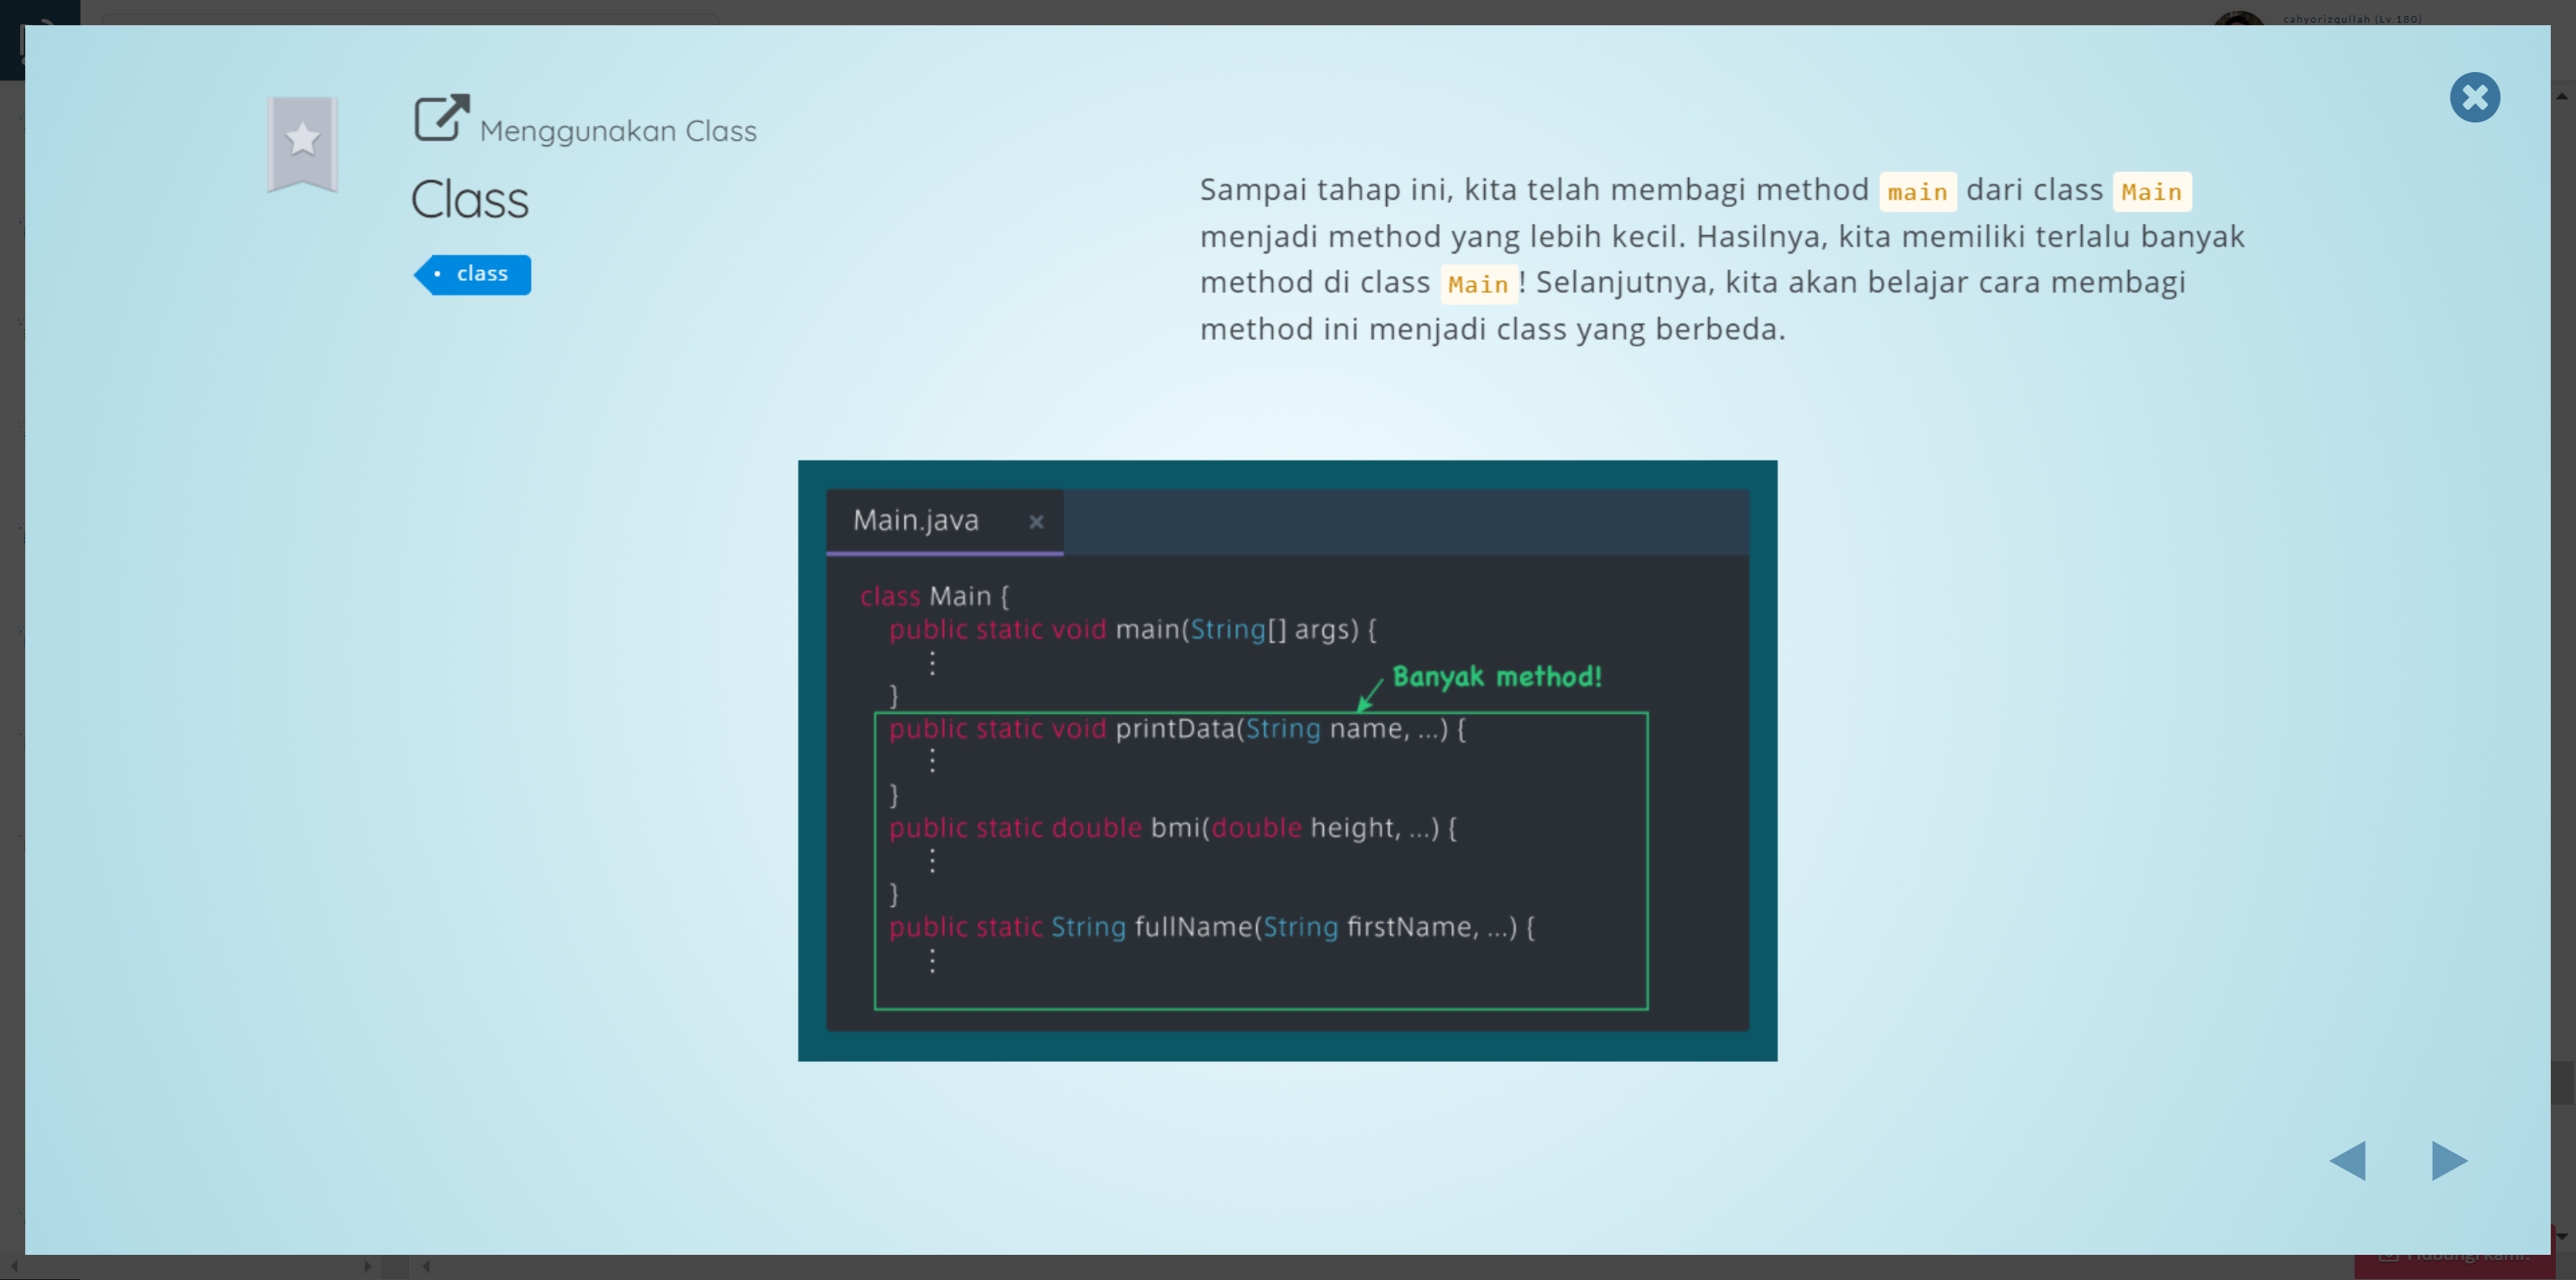 cahyorizqullah (Lv.180)
Menggunakan Class
Class
class
Sampai tahap ini, kita telah membagi method main dari class Main
menjadi method yang lebih kecil. Hasilnya, kita memiliki terlalu banyak
method di class Main! Selanjutnya, kita akan belajar cara membagi
method ini menjadi class yang berbeda.
Main.java
class Main {
public static void main(String[] args) {
⋮
}
Banyak method!
public static void printData(String name, ...) {
⋮
}
public static double bmi(double height, ...) {
⋮
}
public static String fullName(String firstName, ...) {
⋮